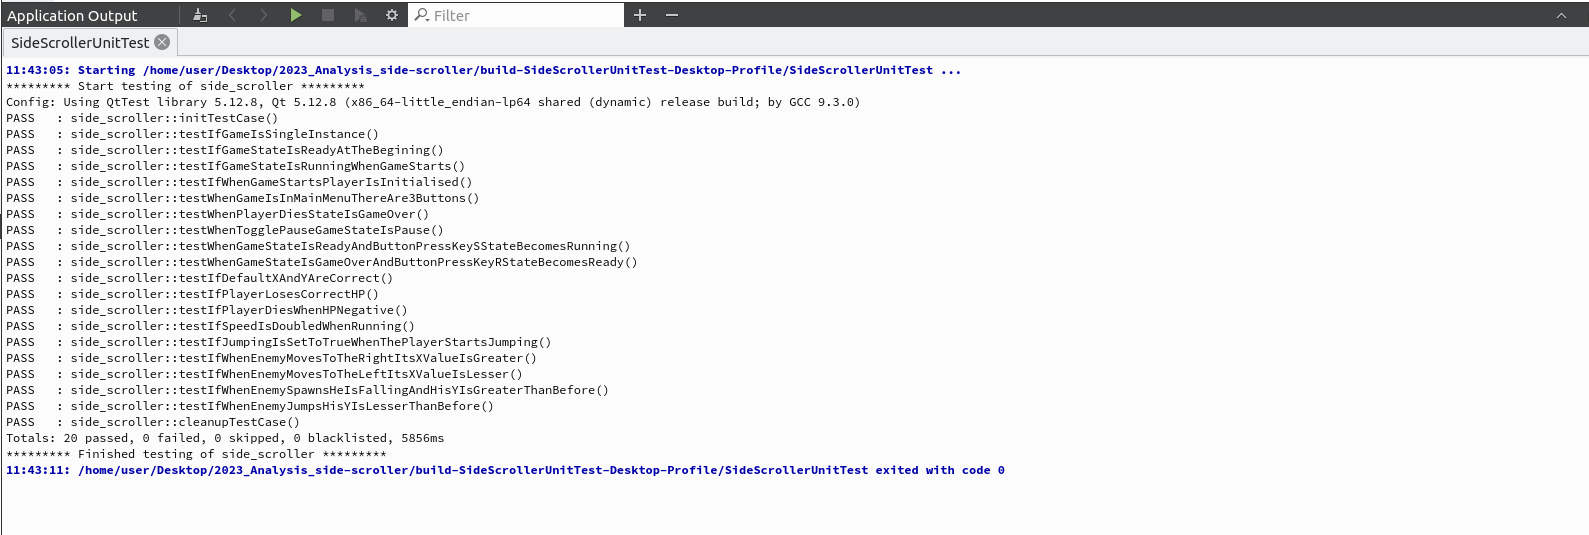 Application Output
Filter
SideScrollerUnitTest
11:43:05: Starting /home/user/Desktop/2023_Analysis_side-scroller/build-SideScrollerUnitTest-Desktop-Profile/SideScrollerUnitTest ...
********* Start testing of side_scroller *********
Config: Using QtTest library 5.12.8, Qt 5.12.8 (x86_64-little_endian-lp64 shared (dynamic) release build; by GCC 9.3.0)
PASS   : side_scroller::initTestCase()
PASS   : side_scroller::testIfGameIsSingleInstance()
PASS   : side_scroller::testIfGameStateIsReadyAtTheBegining()
PASS   : side_scroller::testIfGameStateIsRunningWhenGameStarts()
PASS   : side_scroller::testIfWhenGameStartsPlayerIsInitialised()
PASS   : side_scroller::testWhenGameIsInMainMenuThereAre3Buttons()
PASS   : side_scroller::testWhenPlayerDiesStateIsGameOver()
PASS   : side_scroller::testWhenTogglePauseGameStateIsPause()
PASS   : side_scroller::testWhenGameStateIsReadyAndButtonPressKeySStateBecomesRunning()
PASS   : side_scroller::testWhenGameStateIsGameOverAndButtonPressKeyRStateBecomesReady()
PASS   : side_scroller::testIfDefaultXAndYAreCorrect()
PASS   : side_scroller::testIfPlayerLosesCorrectHP()
PASS   : side_scroller::testIfPlayerDiesWhenHPNegative()
PASS   : side_scroller::testIfSpeedIsDoubledWhenRunning()
PASS   : side_scroller::testIfJumpingIsSetToTrueWhenThePlayerStartsJumping()
PASS   : side_scroller::testIfWhenEnemyMovesToTheRightItsXValueIsGreater()
PASS   : side_scroller::testIfWhenEnemyMovesToTheLeftItsXValueIsLesser()
PASS   : side_scroller::testIfWhenEnemySpawnsHeIsFallingAndHisYIsGreaterThanBefore()
PASS   : side_scroller::testIfWhenEnemyJumpsHisYIsLesserThanBefore()
PASS   : side_scroller::cleanupTestCase()
Totals: 20 passed, 0 failed, 0 skipped, 0 blacklisted, 5856ms
********* Finished testing of side_scroller *********
11:43:11: /home/user/Desktop/2023_Analysis_side-scroller/build-SideScrollerUnitTest-Desktop-Profile/SideScrollerUnitTest exited with code 0